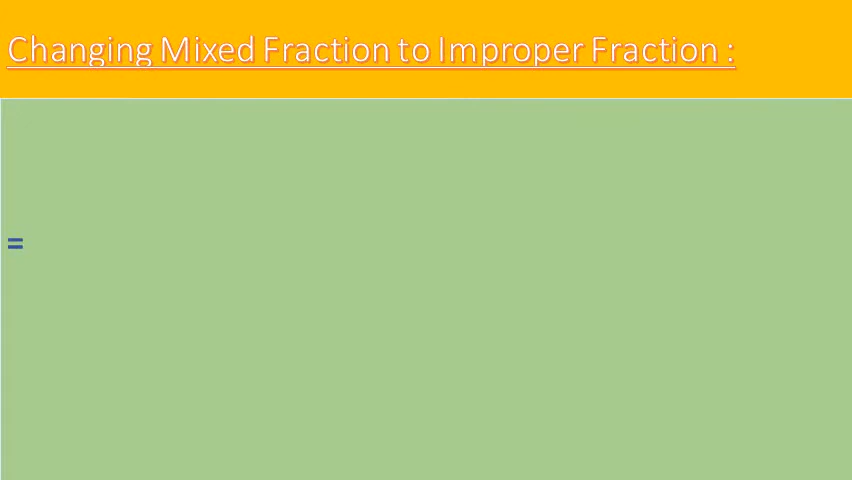 Changing Mixed Fraction to Improper Fraction :
=